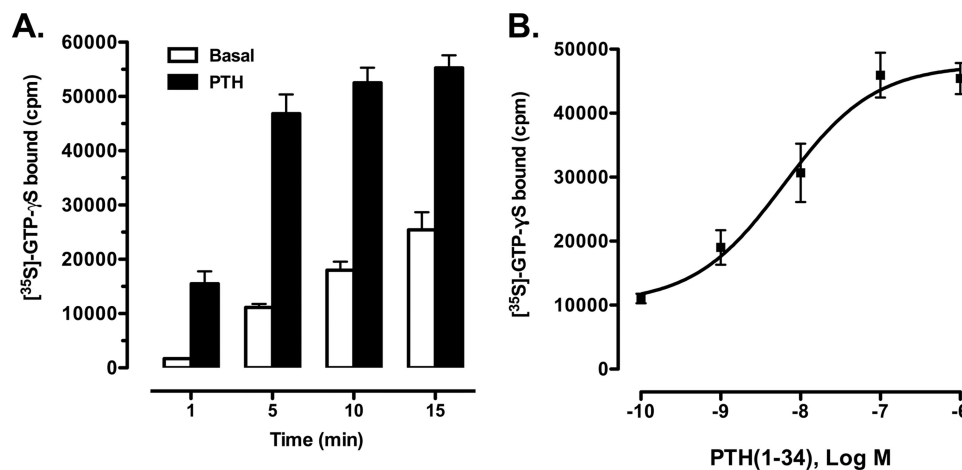 A.
[³⁵S]-GTP-γS bound (cpm)
60000
50000
40000
30000
20000
10000
0
Basal
PTH
1 5 10 15
Time (min)
B.
[³⁵S]-GTP-γS bound (cpm)
50000
40000
30000
20000
10000
0
-10 -9 -8 -7 -6
PTH(1-34), Log M